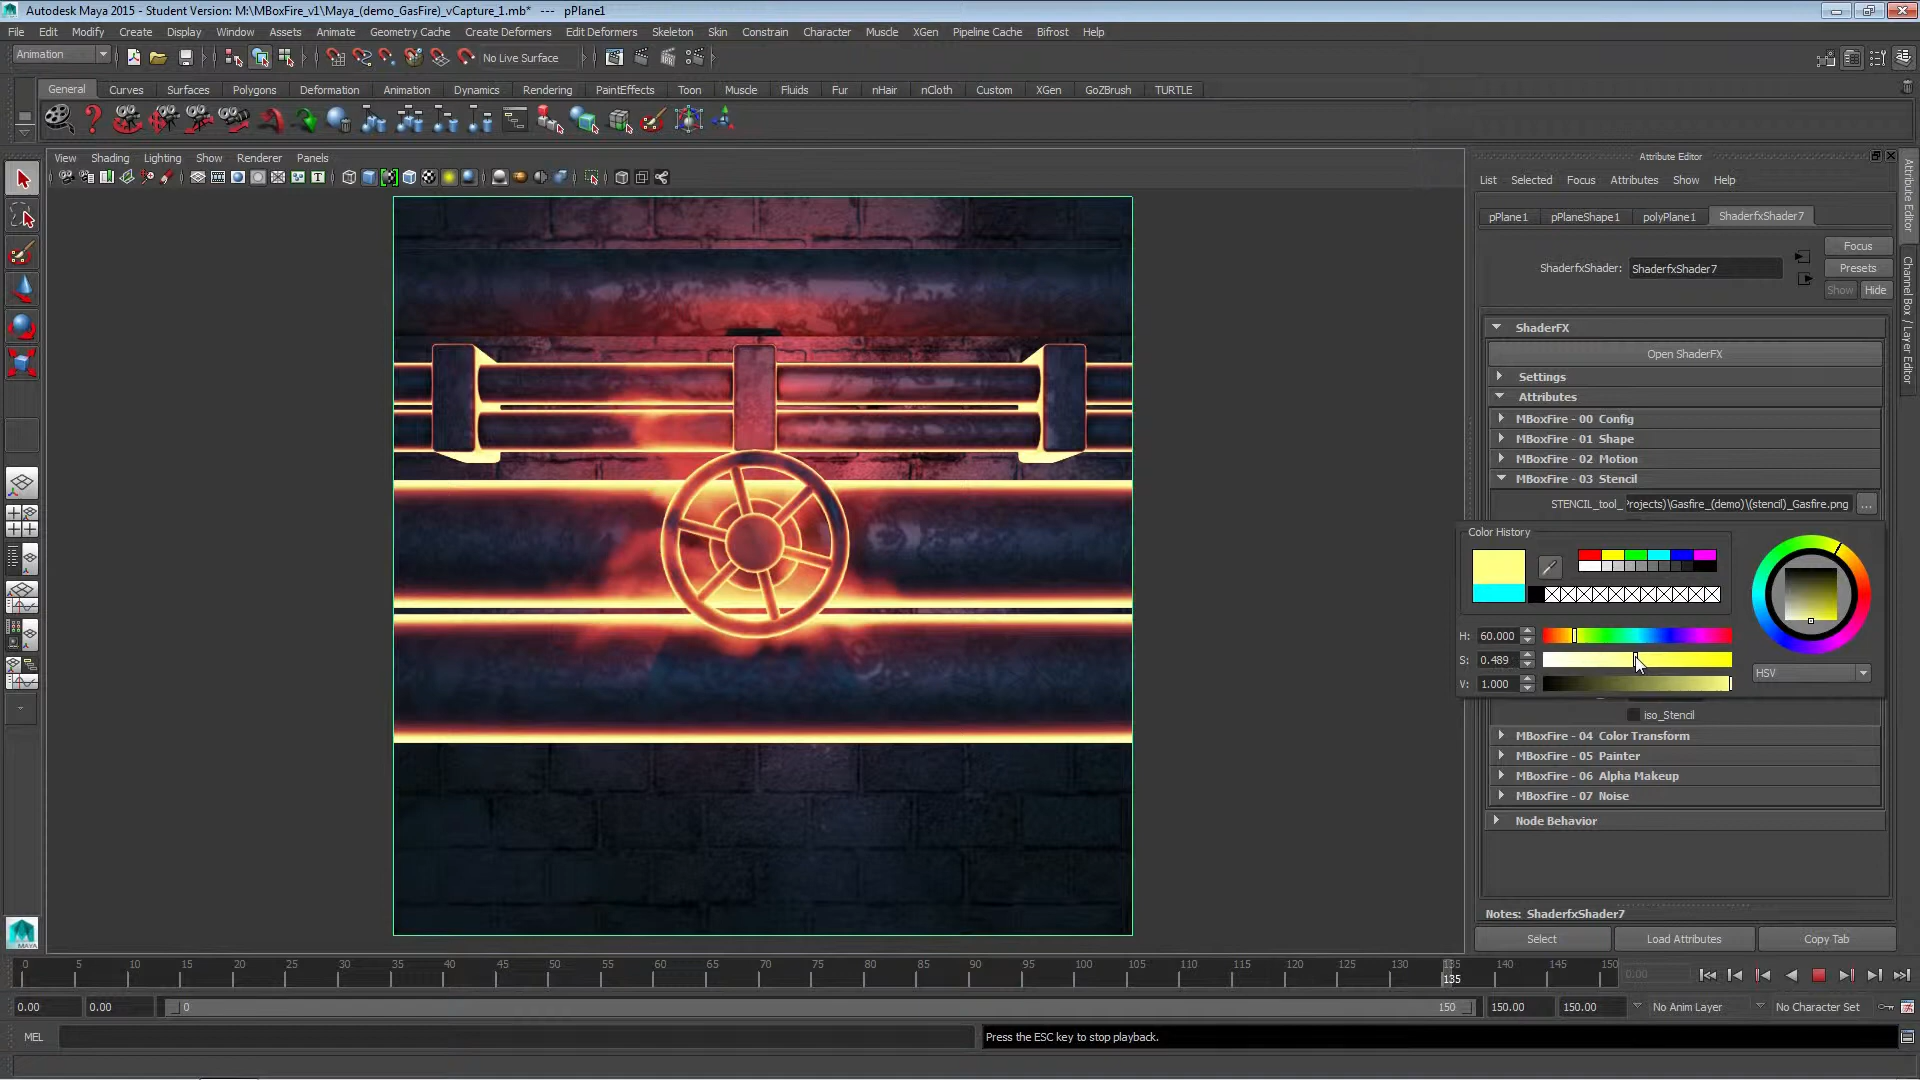 Autodesk Maya 2015 - Student Version: M:\MBoxFire_v1\Maya_(demo_GasFire)_vCapture_1.mb*   ---   pPlane1
File Edit Modify Create Display Window Assets Animate Geometry Cache Create Deformers Edit Deformers Skeleton Skin Constrain Character Muscle XGen Pipeline Cache Bifrost Help
Animation No Live Surface
General Curves Surfaces Polygons Deformation Animation Dynamics Rendering PaintEffects Toon Muscle Fluids Fur nHair nCloth Custom XGen GoZBrush TURTLE
View Shading Lighting Show Renderer Panels
Attribute Editor
List Selected Focus Attributes Show Help
pPlane1 pPlaneShape1 polyPlane1 ShaderfxShader7
Focus
ShaderfxShader: ShaderfxShader7 Presets
Show Hide
ShaderFX
Open ShaderFX
Settings
Attributes
MBoxFire - 00 Config
MBoxFire - 01 Shape
MBoxFire - 02 Motion
MBoxFire - 03 Stencil
STENCIL_tool_ Projects)\Gasfire_(demo)\(stencil)_Gasfire.png ...
Color History
H: 60.000
S: 0.489
HSV
V: 1.000
iso_Stencil
MBoxFire - 04 Color Transform
MBoxFire - 05 Painter
MBoxFire - 06 Alpha Makeup
MBoxFire - 07 Noise
Node Behavior
Notes: ShaderfxShader7
Select Load Attributes Copy Tab
Attribute Editor
Channel Box / Layer Editor
MAYA
0 5 10 15 20 25 30 35 40 45 50 55 60 65 70 75 80 85 90 95 100 105 110 115 120 125 130 135 140 145 150 0.00
135
0.00 0.00 0 150 150.00 150.00 No Anim Layer No Character Set
MEL Press the ESC key to stop playback.